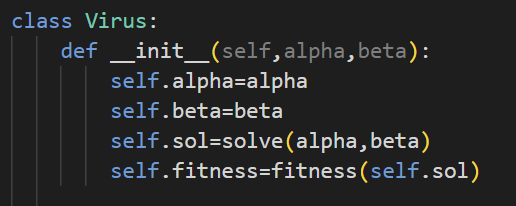 class Virus:
    def __init__(self,alpha,beta):
        self.alpha=alpha
        self.beta=beta
        self.sol=solve(alpha,beta)
        self.fitness=fitness(self.sol)